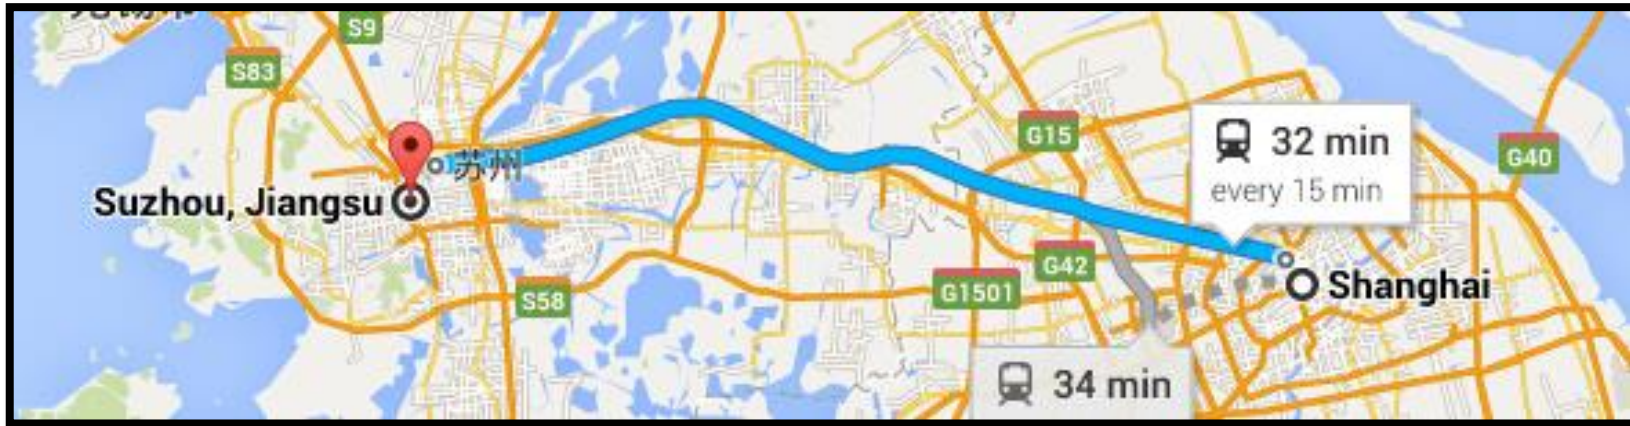 S9
S83
G15
32 min
every 15 min
G40
苏州
Suzhou, Jiangsu
G42
G1501
S58
Shanghai
34 min